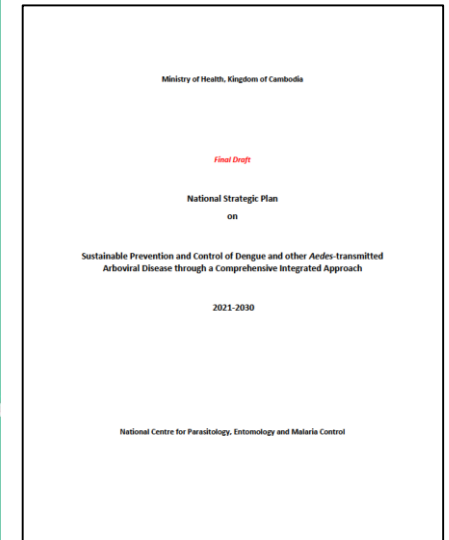 Ministry of Health, Kingdom of Cambodia
Final Draft
National Strategic Plan
on
Sustainable Prevention and Control of Dengue and other Aedes-transmitted
Arboviral Disease through a Comprehensive Integrated Approach
2021-2030
National Centre for Parasitology, Entomology and Malaria Control